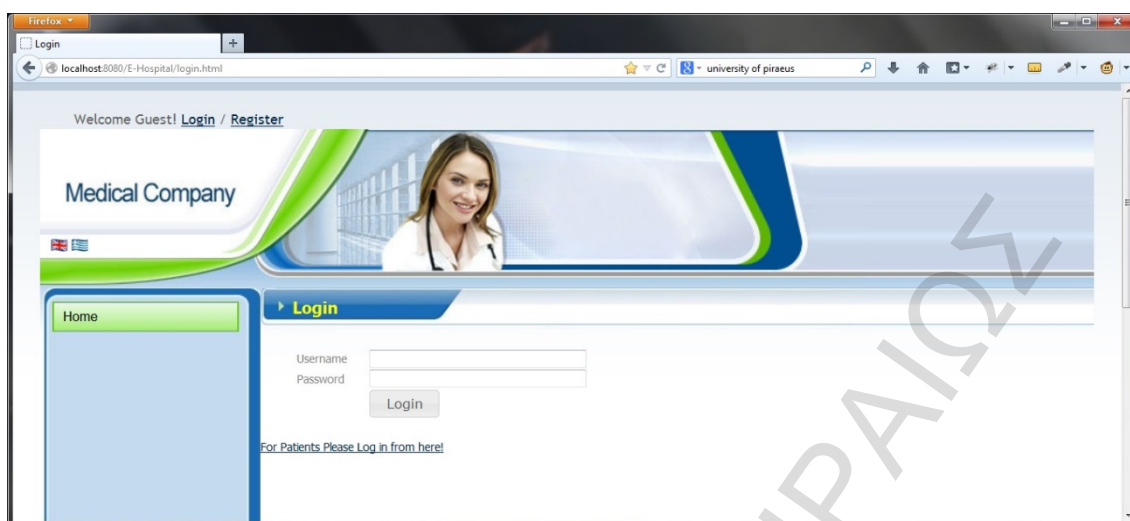 Firefox
Login
localhost:8080/E-Hospital/login.html
university of piraeus
Welcome Guest! Login / Register
Medical Company
Home
Login
Username
Password
Login
For Patients Please Log in from here!
ΡΑΙΩΣ